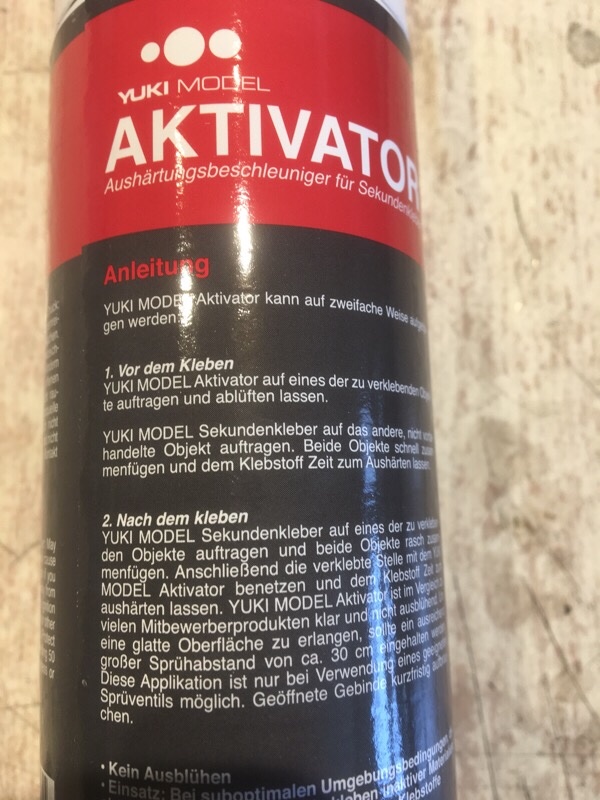 YUKI MODEL
AKTIVATOR
Aushärtungsbeschleuniger für Sekundenkleber
Anleitung
YUKI MODEL Aktivator kann auf zweifache Weise
gen werden:
1. Vor dem Kleben
YUKI MODEL Aktivator auf eines der zu verklebenden
te auftragen und ablüften lassen.
YUKI MODEL Sekundenkleber auf das andere, nicht
handelte Objekt auftragen. Beide Objekte schnell
menfügen und dem Klebstoff Zeit zum Aushärten lassen.
2. Nach dem kleben
YUKI MODEL Sekundenkleber auf eines der zu
den Objekte auftragen und beide Objekte rasch
menfügen. Anschließend die verklebte Stelle mit dem
MODEL Aktivator benetzen und dem Klebstoff Zeit
aushärten lassen. YUKI MODEL Aktivator ist im Vergleich
vielen Mitbewerberprodukten klar und nicht ausblühend.
eine glatte Oberfläche zu erlangen, sollte ein
großer Sprühabstand von ca. 30 cm eingehalten
Diese Applikation ist nur bei Verwendung eines
Sprüventils möglich. Geöffnete Gebinde kurzfristig
chen.
• Kein Ausblühen
• Einsatz: Bei suboptimalen Umgebungsbedingungen,
kleben inaktiver
Klebstoffe